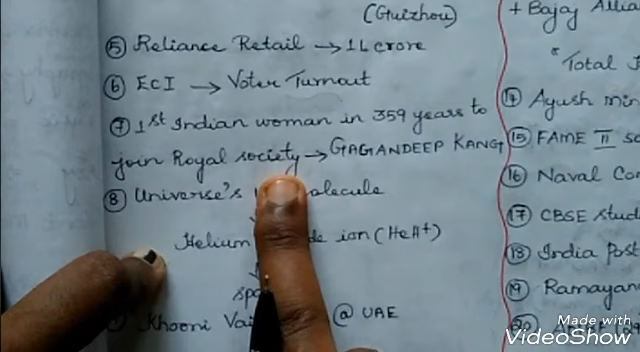 (Guizhou)
⑤ Reliance Retail → 1L crore
⑥ ECI → Voter Turnout
⑦ 1st Indian woman in 359 years to
join Royal society → GAGANDEEP KANG
⑧ Universe's
Helium ion (HeH+)
Khooni @ UAE
+ Bajaj
"Total
⑭ Ayush
⑮ FAME II
⑯ Naval
⑰ CBSE
⑱ India Post
⑲ Ramayan
⑳
Made with
VideoShow